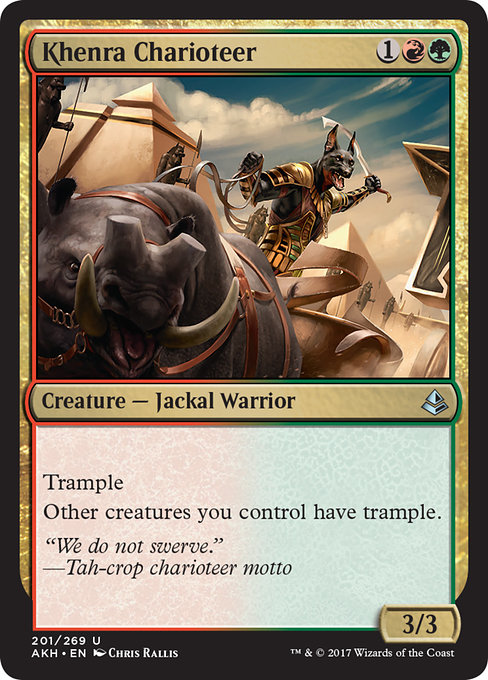 Khenra Charioteer 1
Creature — Jackal Warrior
Trample
Other creatures you control have trample.
“We do not swerve.”
—Tah-crop charioteer motto
3/3
201/269 U
AKH • EN Chris Rallis
™ & © 2017 Wizards of the Coast